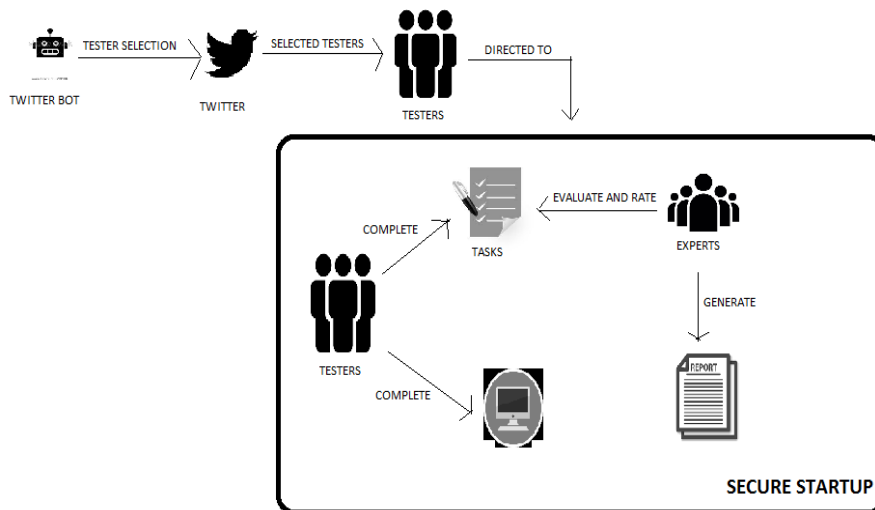 TESTER SELECTION
SELECTED TESTERS
DIRECTED TO
TWITTER BOT
TWITTER
TESTERS
EVALUATE AND RATE
COMPLETE
TASKS
EXPERTS
GENERATE
TESTERS
COMPLETE
REPORT
SECURE STARTUP